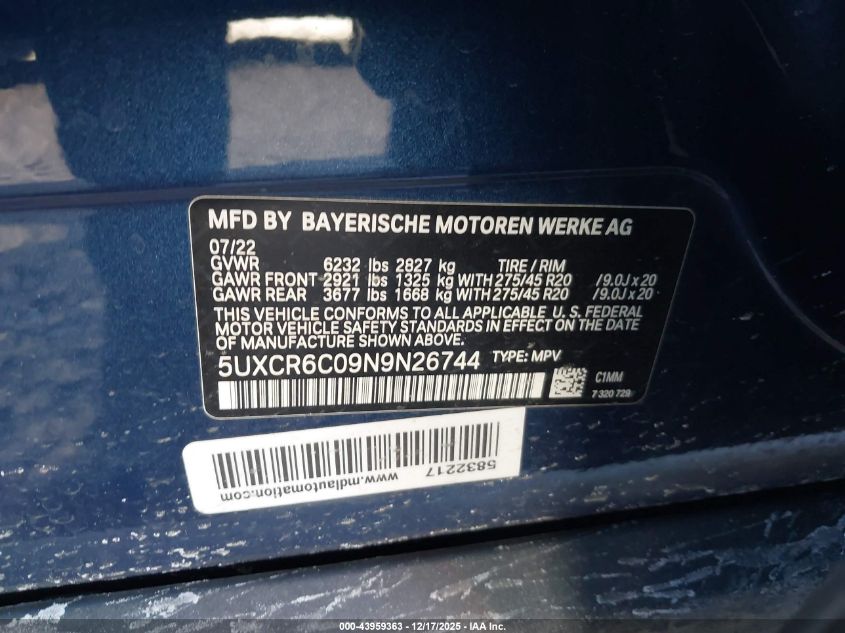 MFD BY BAYERISCHE MOTOREN WERKE AG
07/22
GVWR 6232 lbs 2827 kg TIRE / RIM
GAWR FRONT 2921 lbs 1325 kg WITH 275/45 R20 /9.0J x 20
GAWR REAR 3677 lbs 1668 kg WITH 275/45 R20 /9.0J x 20
THIS VEHICLE CONFORMS TO ALL APPLICABLE U. S. FEDERAL
MOTOR VEHICLE SAFETY STANDARDS IN EFFECT ON THE DATE
OF MANUFACTURE SHOWN ABOVE.
5UXCR6C09N9N26744 TYPE: MPV
C1MM
7 320 729
5832217
www.mdlautomation.com
000-43959363 - 12/17/2025 - IAA Inc.